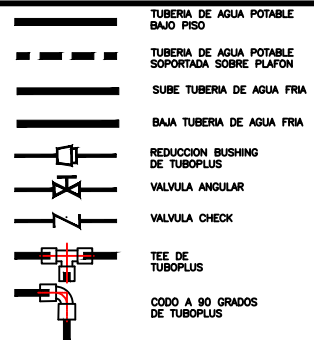 TUBERIA DE AGUA POTABLE
BAJO PISO
TUBERIA DE AGUA POTABLE
SOPORTADA SOBRE PLAFON
SUBE TUBERIA DE AGUA FRIA
BAJA TUBERIA DE AGUA FRIA
REDUCCION BUSHING
DE TUBOPLUS
VALVULA ANGULAR
VALVULA CHECK
TEE DE
TUBOPLUS
CODO A 90 GRADOS
DE TUBOPLUS